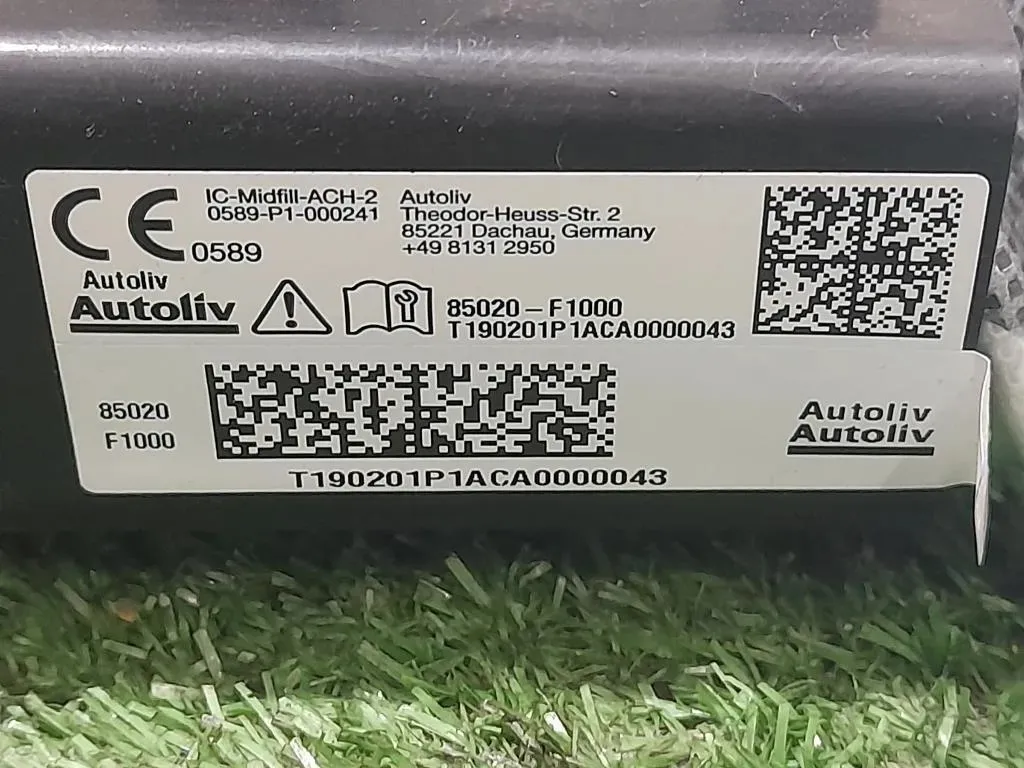 CE 0589
IC-Midfill-ACH-2
0589-P1-000241
Autoliv
Theodor-Heuss-Str. 2
85221 Dachau, Germany
+49 8131 2950
Autoliv
Autoliv
85020-F1000
T190201P1ACA0000043
85020
F1000
T190201P1ACA0000043
Autoliv
Autoliv